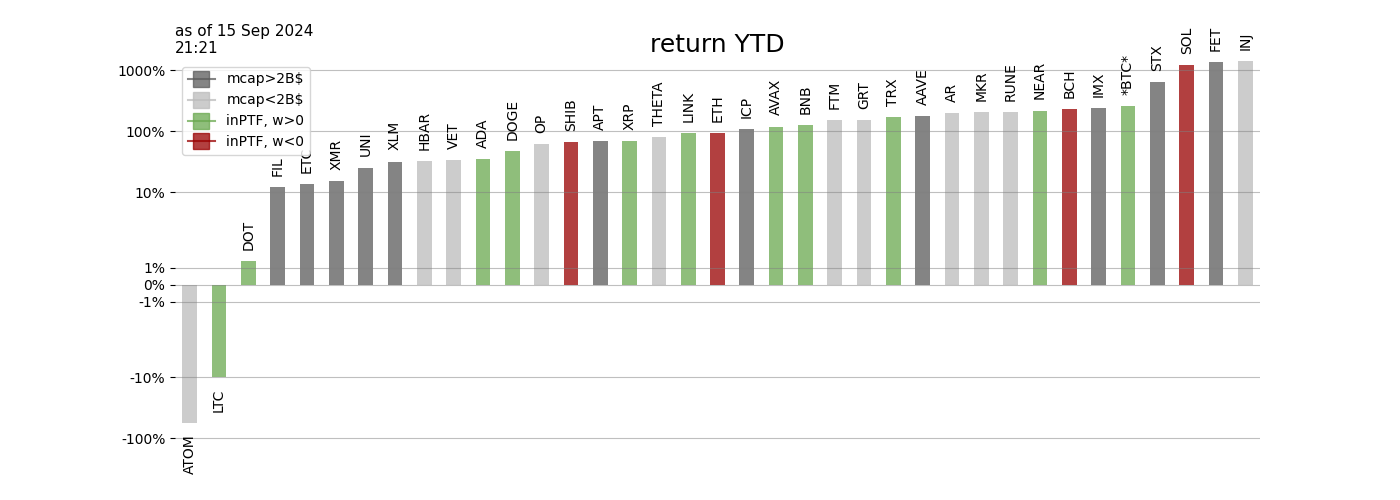 as of 15 Sep 2024
21:21
return YTD
mcap>2B$
mcap<2B$
inPTF, w>0
inPTF, w<0
1000%
100%
10%
1%
0%
-1%
-10%
-100%
ATOM
LTC
DOT
FIL
ETC
XMR
UNI
XLM
HBAR
VET
ADA
DOGE
OP
SHIB
APT
XRP
THETA
LINK
ETH
ICP
AVAX
BNB
FTM
GRT
TRX
AAVE
AR
MKR
RUNE
NEAR
BCH
IMX
*BTC*
STX
SOL
FET
INJ